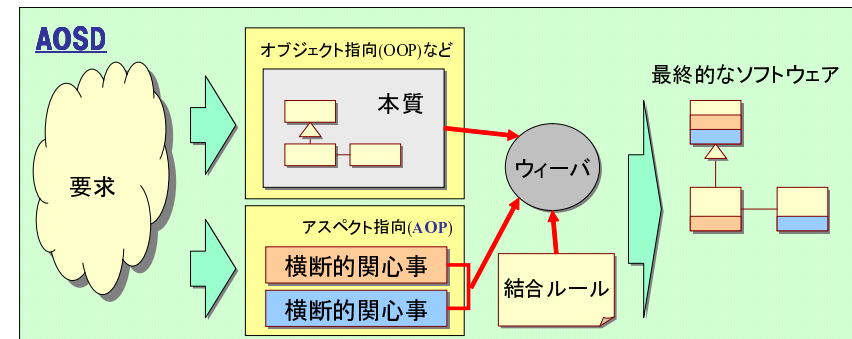 AOSD
要求
オブジェクト指向(OOP)など
本質
アスペクト指向(AOP)
横断的関心事
横断的関心事
ウィーバ
結合ルール
最終的なソフトウェア